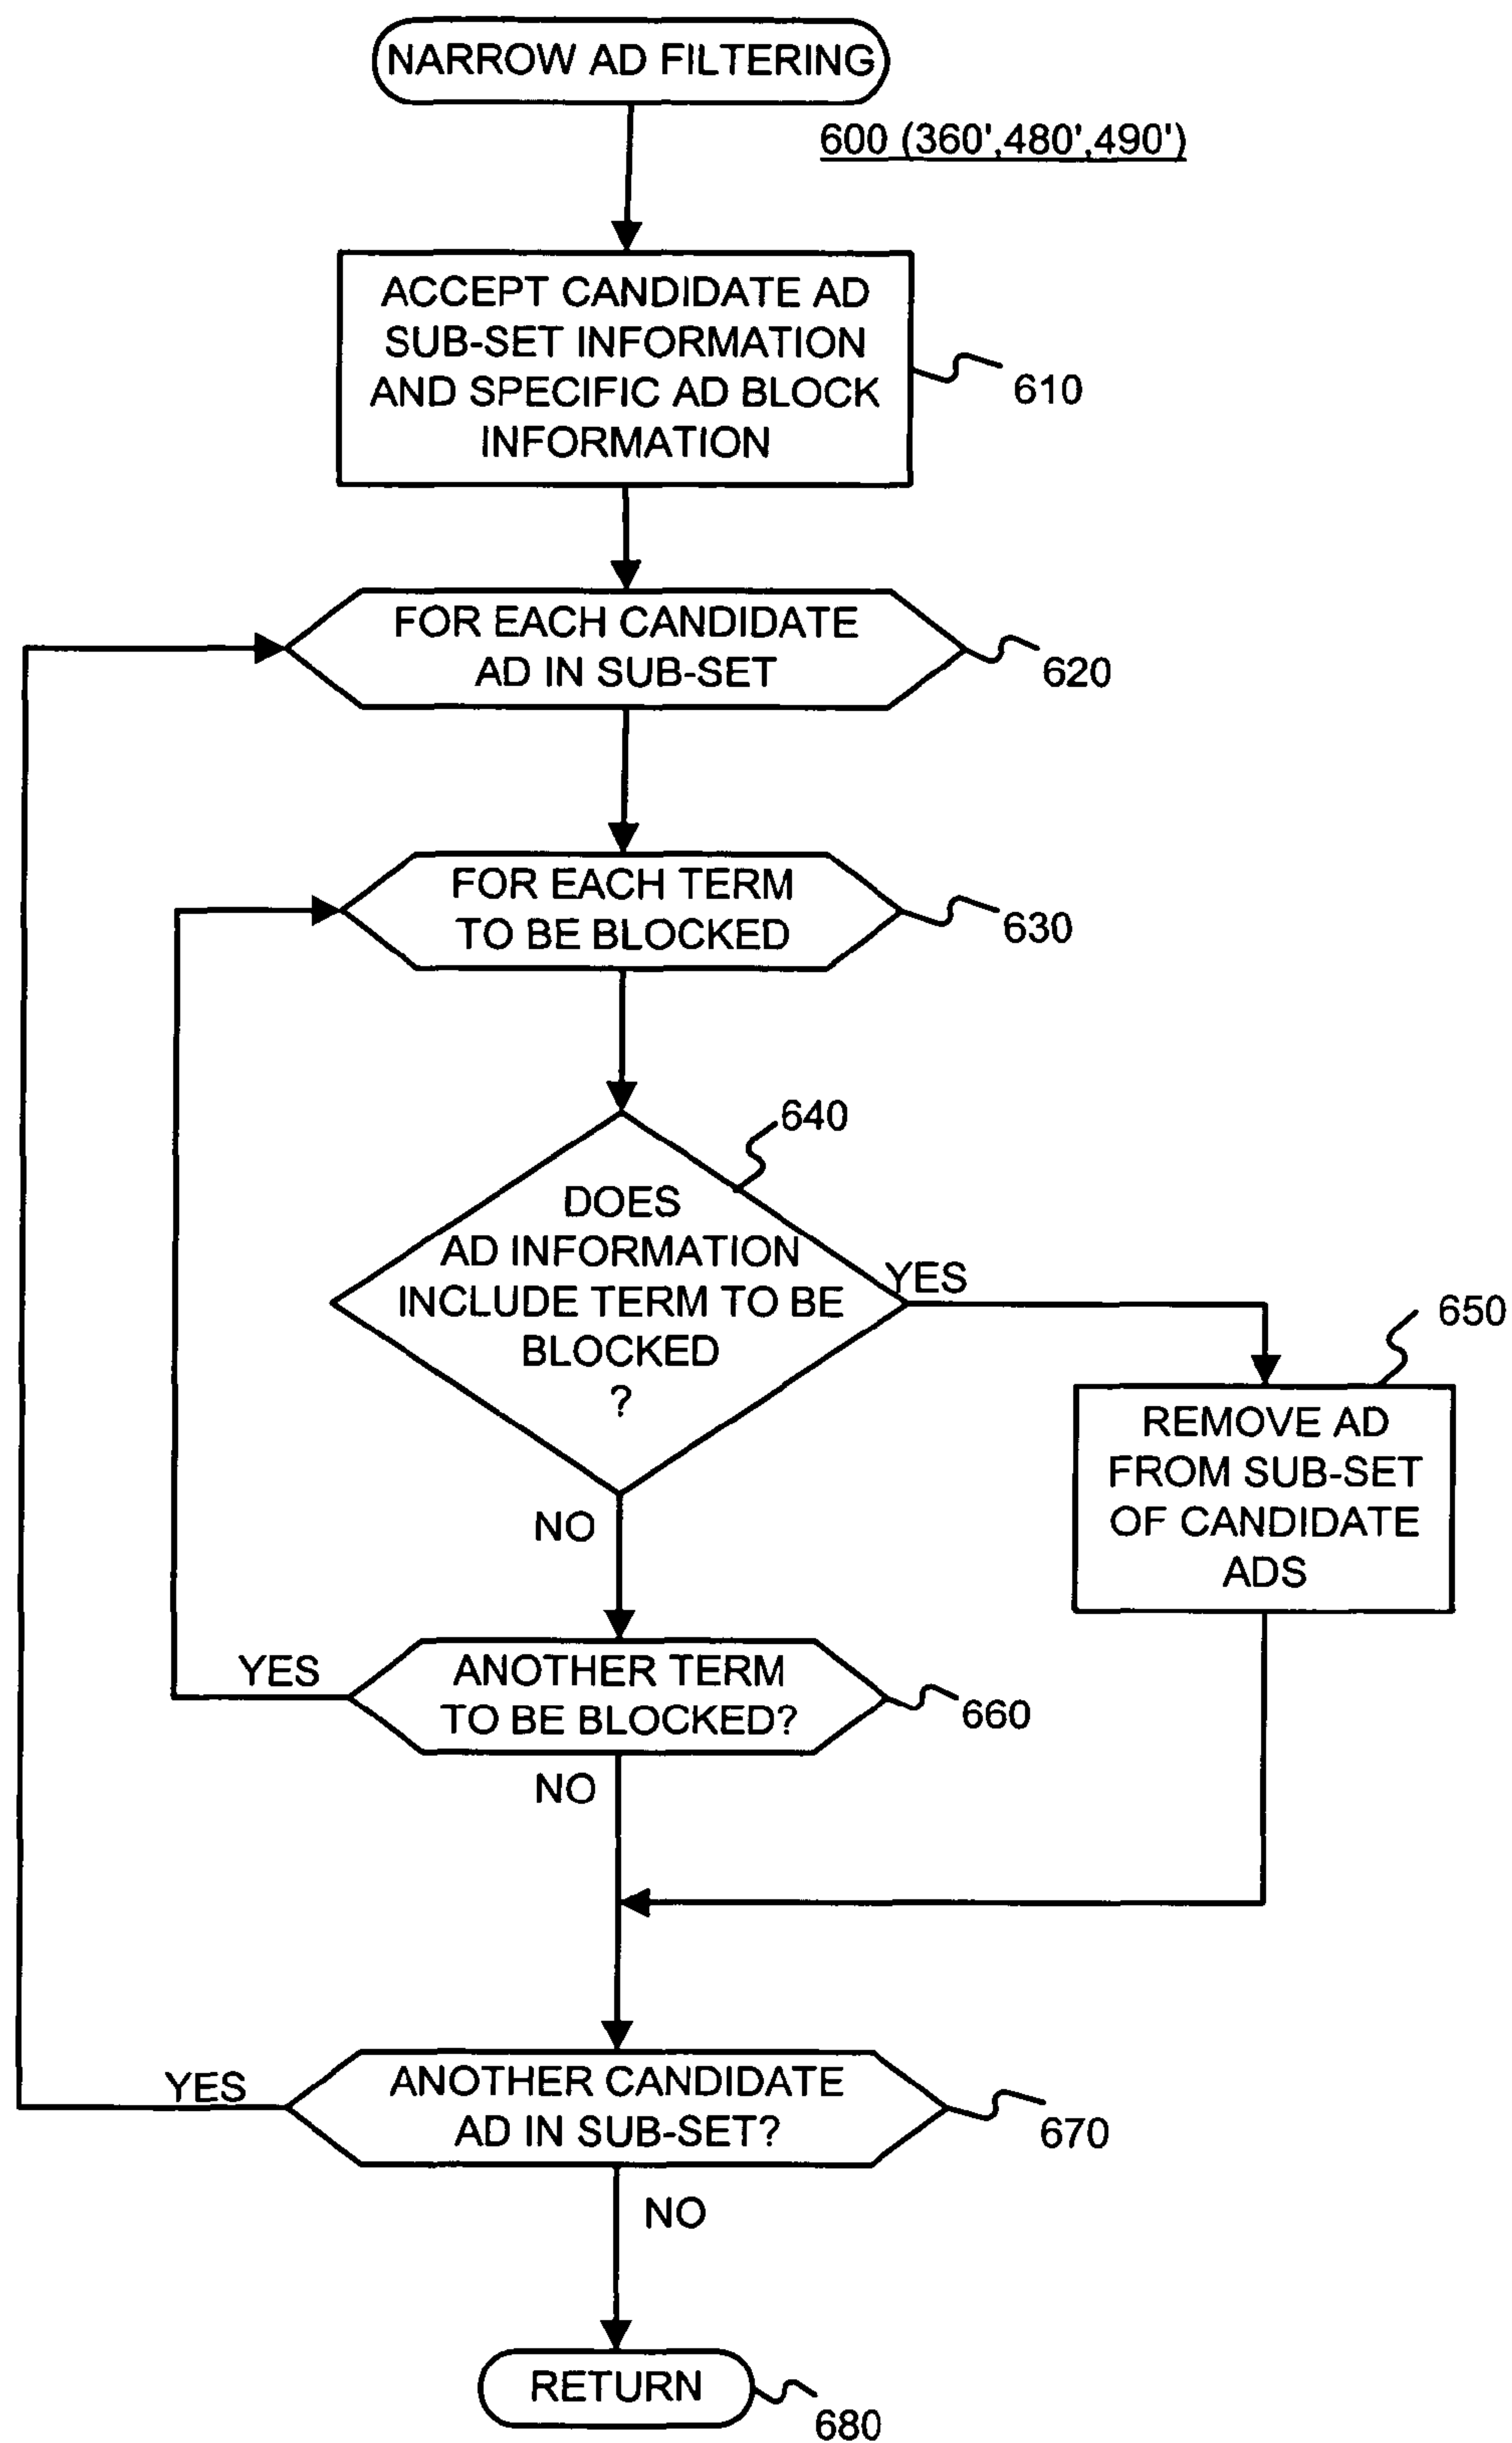 NARROW AD FILTERING
600 (360',480',490')
ACCEPT CANDIDATE AD
SUB-SET INFORMATION
AND SPECIFIC AD BLOCK
INFORMATION
610
FOR EACH CANDIDATE
AD IN SUB-SET
620
FOR EACH TERM
TO BE BLOCKED
630
640
DOES
AD INFORMATION
INCLUDE TERM TO BE
BLOCKED
?
YES
650
REMOVE AD
FROM SUB-SET
OF CANDIDATE
ADS
NO
YES
ANOTHER TERM
TO BE BLOCKED?
660
NO
YES
ANOTHER CANDIDATE
AD IN SUB-SET?
670
NO
RETURN
680